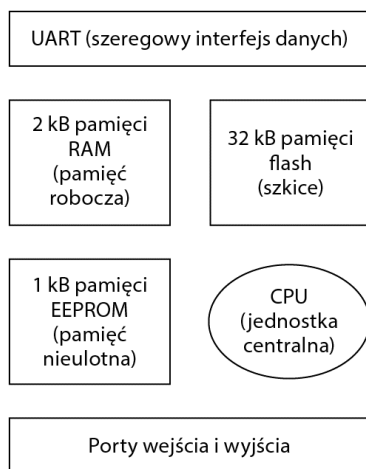 UART (szeregowy interfejs danych)
2 kB pamięci
RAM
(pamięć
robocza)
32 kB pamięci
flash
(szkice)
1 kB pamięci
EEPROM
(pamięć
nieulotna)
CPU
(jednostka
centralna)
Porty wejścia i wyjścia